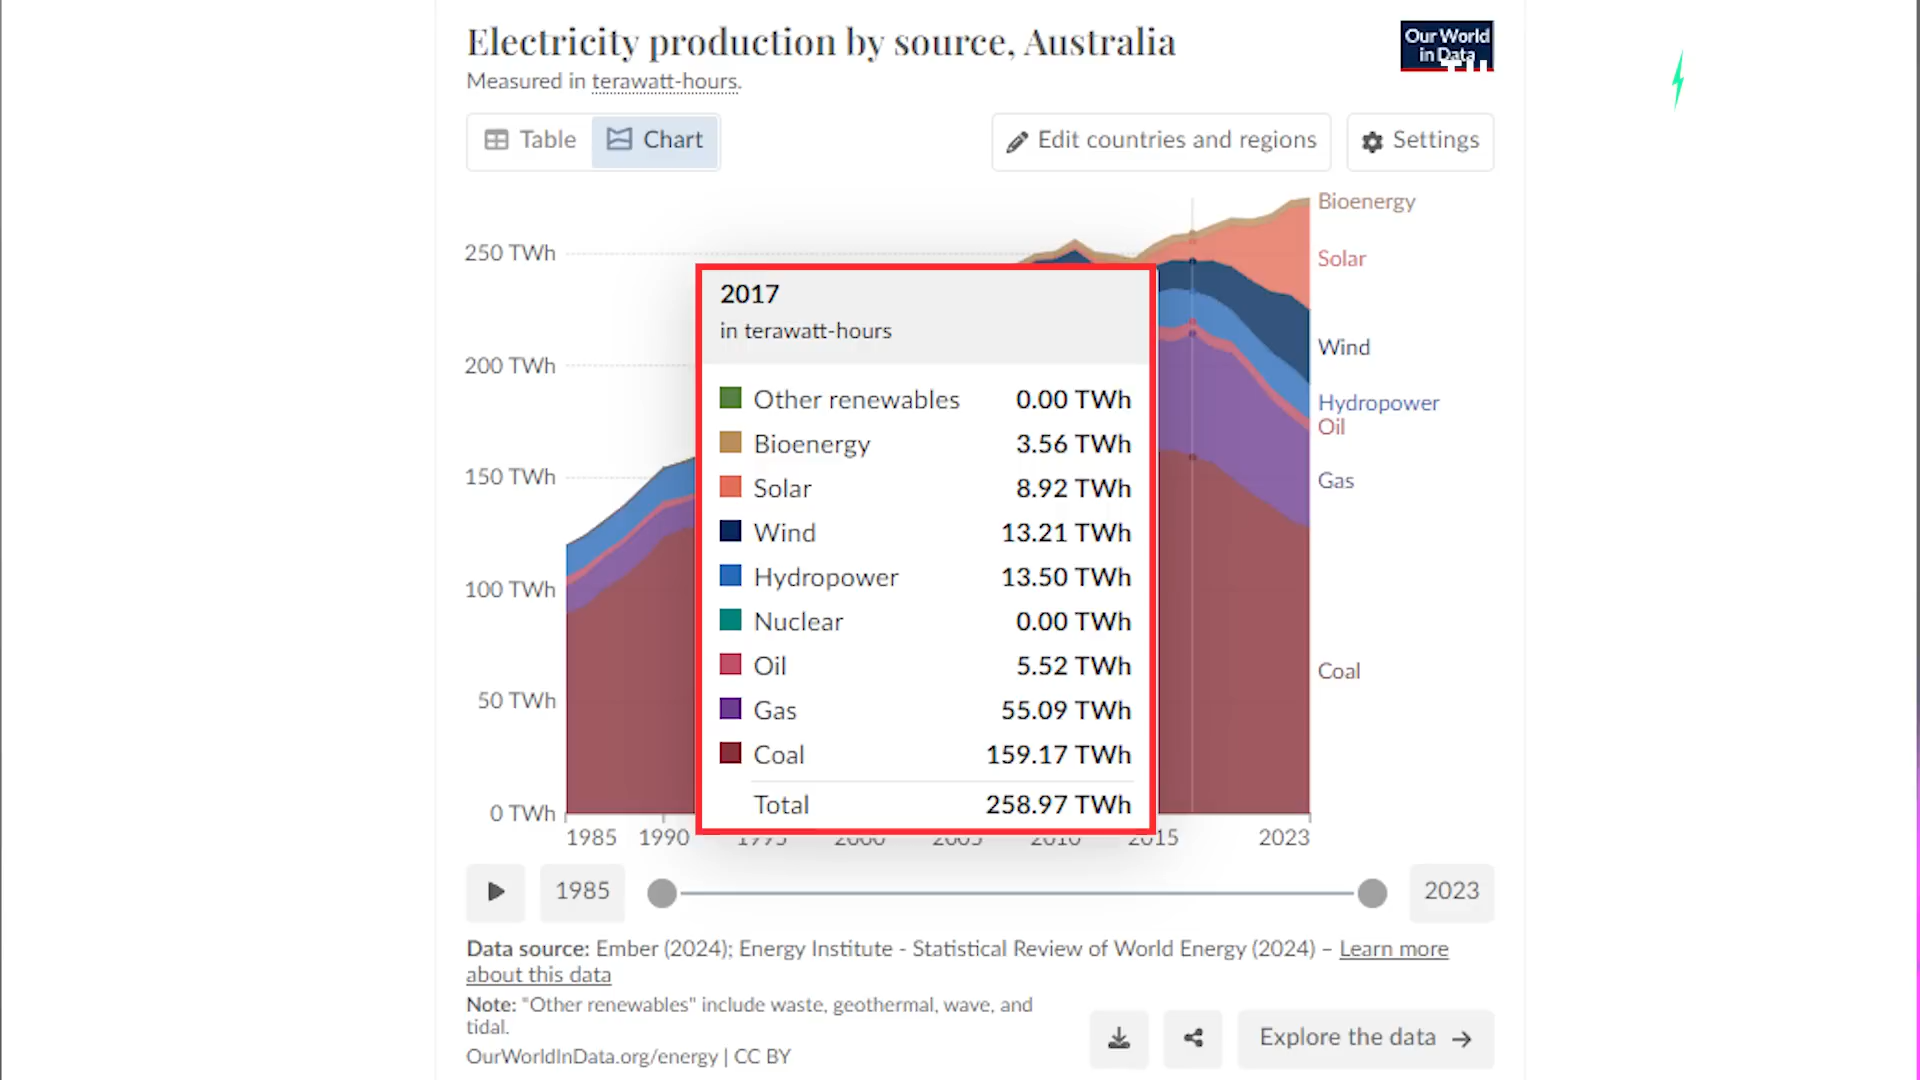 Electricity production by source, Australia
Our World
in Data
Measured in terawatt-hours.
Table
Chart
Edit countries and regions
Settings
Bioenergy
Solar
Wind
Hydropower
Oil
Gas
Coal
250 TWh
200 TWh
150 TWh
100 TWh
50 TWh
0 TWh
2017
in terawatt-hours
Other renewables 0.00 TWh
Bioenergy 3.56 TWh
Solar 8.92 TWh
Wind 13.21 TWh
Hydropower 13.50 TWh
Nuclear 0.00 TWh
Oil 5.52 TWh
Gas 55.09 TWh
Coal 159.17 TWh
Total 258.97 TWh
1985 1990 1995 2000 2005 2010 2015 2023
1985
2023
Data source: Ember (2024); Energy Institute - Statistical Review of World Energy (2024) – Learn more
about this data
Note: "Other renewables" include waste, geothermal, wave, and
tidal.
OurWorldInData.org/energy | CC BY
Explore the data